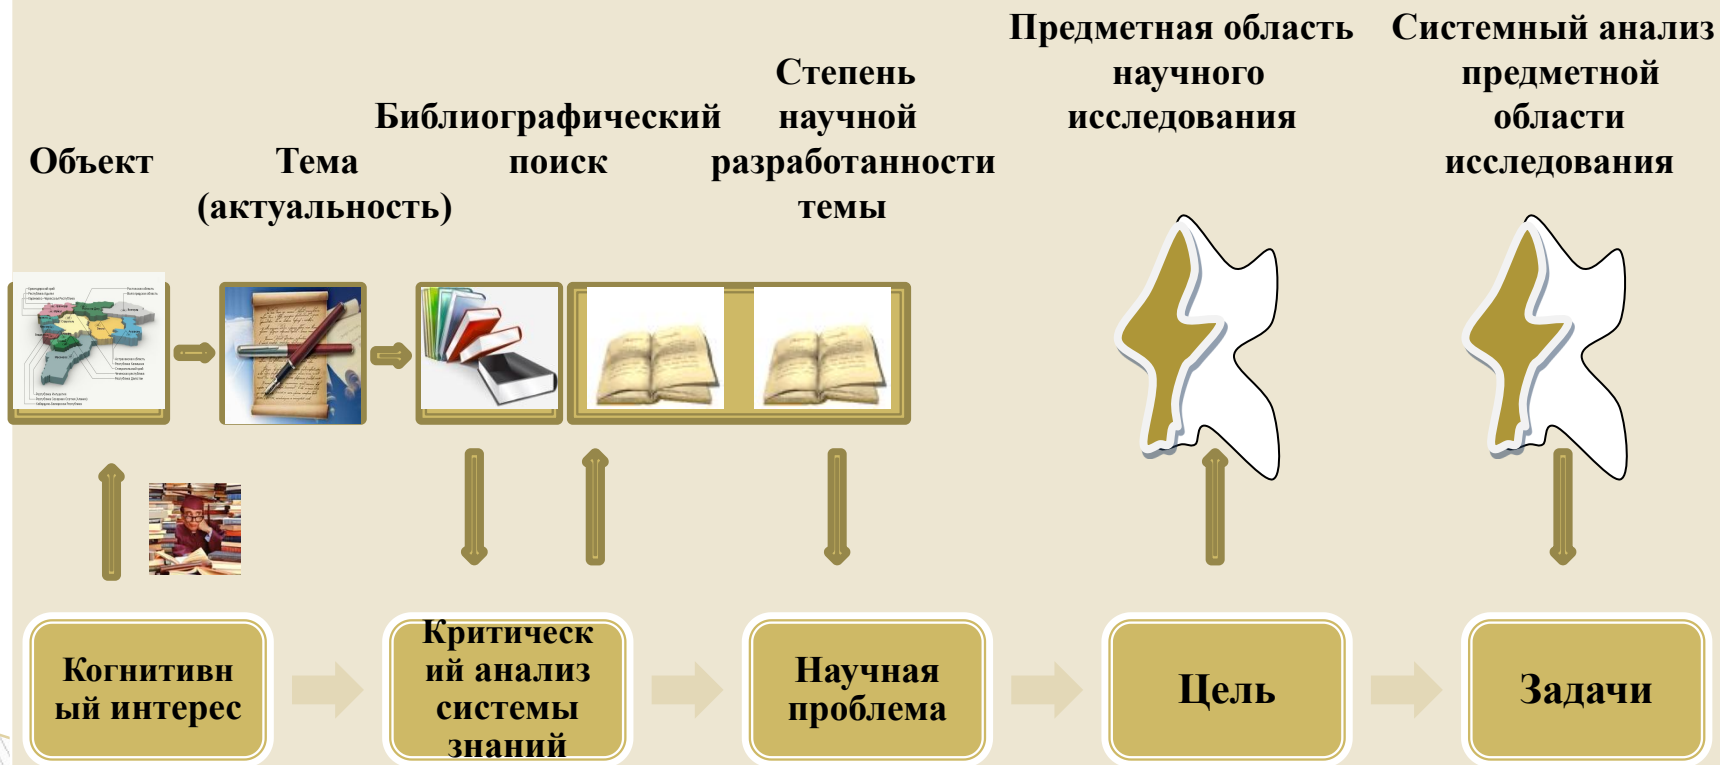 Объект
Тема
(актуальность)
Библиографический
поиск
Степень
научной
разработанности
темы
Предметная область
научного
исследования
Системный анализ
предметной
области
исследования
Когнитивн
ый интерес
Критическ
ий анализ
системы
знаний
Научная
проблема
Цель
Задачи